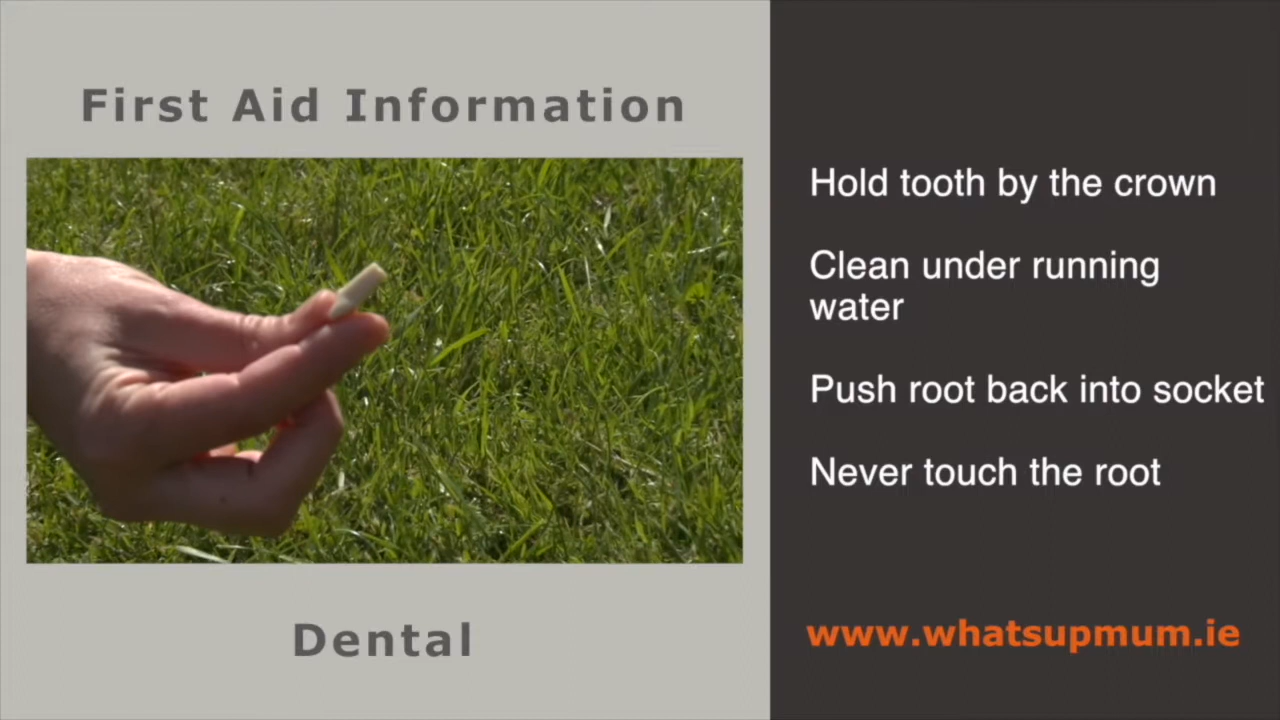 First Aid Information
Hold tooth by the crown
Clean under running
water
Push root back into socket
Never touch the root
Dental
www.whatsupmum.ie